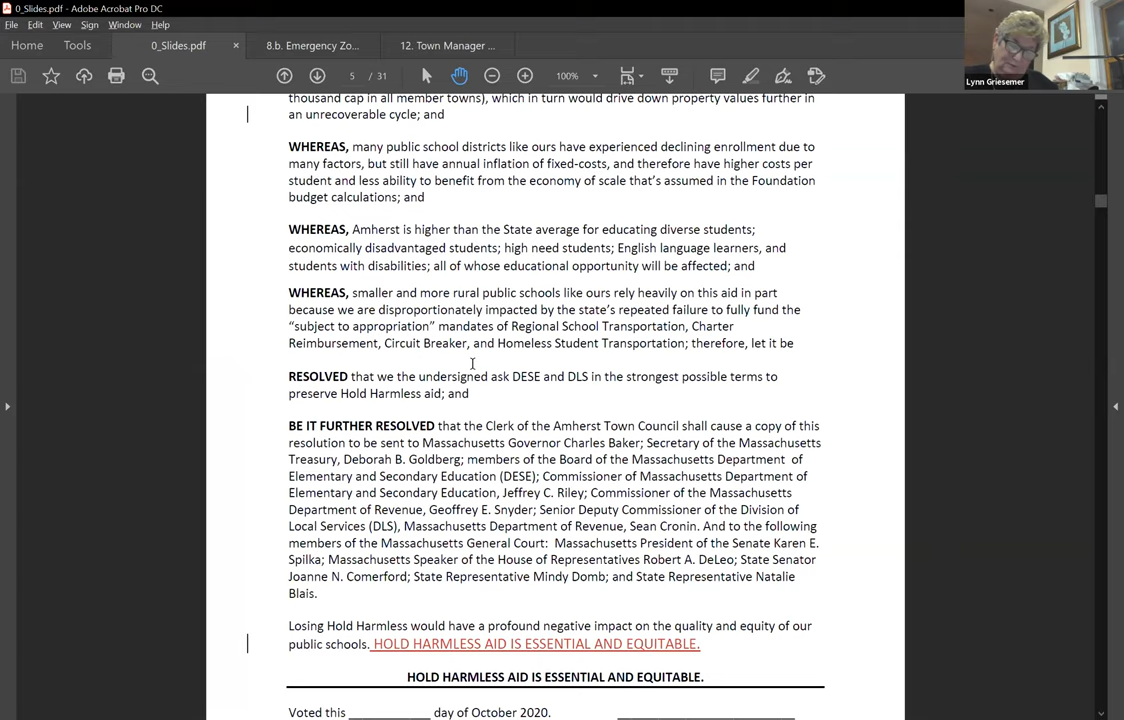 0_Slides.pdf - Adobe Acrobat Pro DC
File Edit View Sign Window Help
Home Tools 0_Slides.pdf × 8.b. Emergency Zo... 12. Town Manager ...
5 / 31 100%
Lynn Griesemer
thousand cap in all member towns), which in turn would drive down property values further in
an unrecoverable cycle; and
WHEREAS, many public school districts like ours have experienced declining enrollment due to
many factors, but still have annual inflation of fixed-costs, and therefore have higher costs per
student and less ability to benefit from the economy of scale that's assumed in the Foundation
budget calculations; and
WHEREAS, Amherst is higher than the State average for educating diverse students;
economically disadvantaged students; high need students; English language learners, and
students with disabilities; all of whose educational opportunity will be affected; and
WHEREAS, smaller and more rural public schools like ours rely heavily on this aid in part
because we are disproportionately impacted by the state's repeated failure to fully fund the
“subject to appropriation” mandates of Regional School Transportation, Charter
Reimbursement, Circuit Breaker, and Homeless Student Transportation; therefore, let it be
RESOLVED that we the undersigned ask DESE and DLS in the strongest possible terms to
preserve Hold Harmless aid; and
BE IT FURTHER RESOLVED that the Clerk of the Amherst Town Council shall cause a copy of this
resolution to be sent to Massachusetts Governor Charles Baker; Secretary of the Massachusetts
Treasury, Deborah B. Goldberg; members of the Board of the Massachusetts Department of
Elementary and Secondary Education (DESE); Commissioner of Massachusetts Department of
Elementary and Secondary Education, Jeffrey C. Riley; Commissioner of the Massachusetts
Department of Revenue, Geoffrey E. Snyder; Senior Deputy Commissioner of the Division of
Local Services (DLS), Massachusetts Department of Revenue, Sean Cronin. And to the following
members of the Massachusetts General Court: Massachusetts President of the Senate Karen E.
Spilka; Massachusetts Speaker of the House of Representatives Robert A. DeLeo; State Senator
Joanne N. Comerford; State Representative Mindy Domb; and State Representative Natalie
Blais.
Losing Hold Harmless would have a profound negative impact on the quality and equity of our
public schools. HOLD HARMLESS AID IS ESSENTIAL AND EQUITABLE.
HOLD HARMLESS AID IS ESSENTIAL AND EQUITABLE.
Voted this ____________ day of October 2020. __________________________